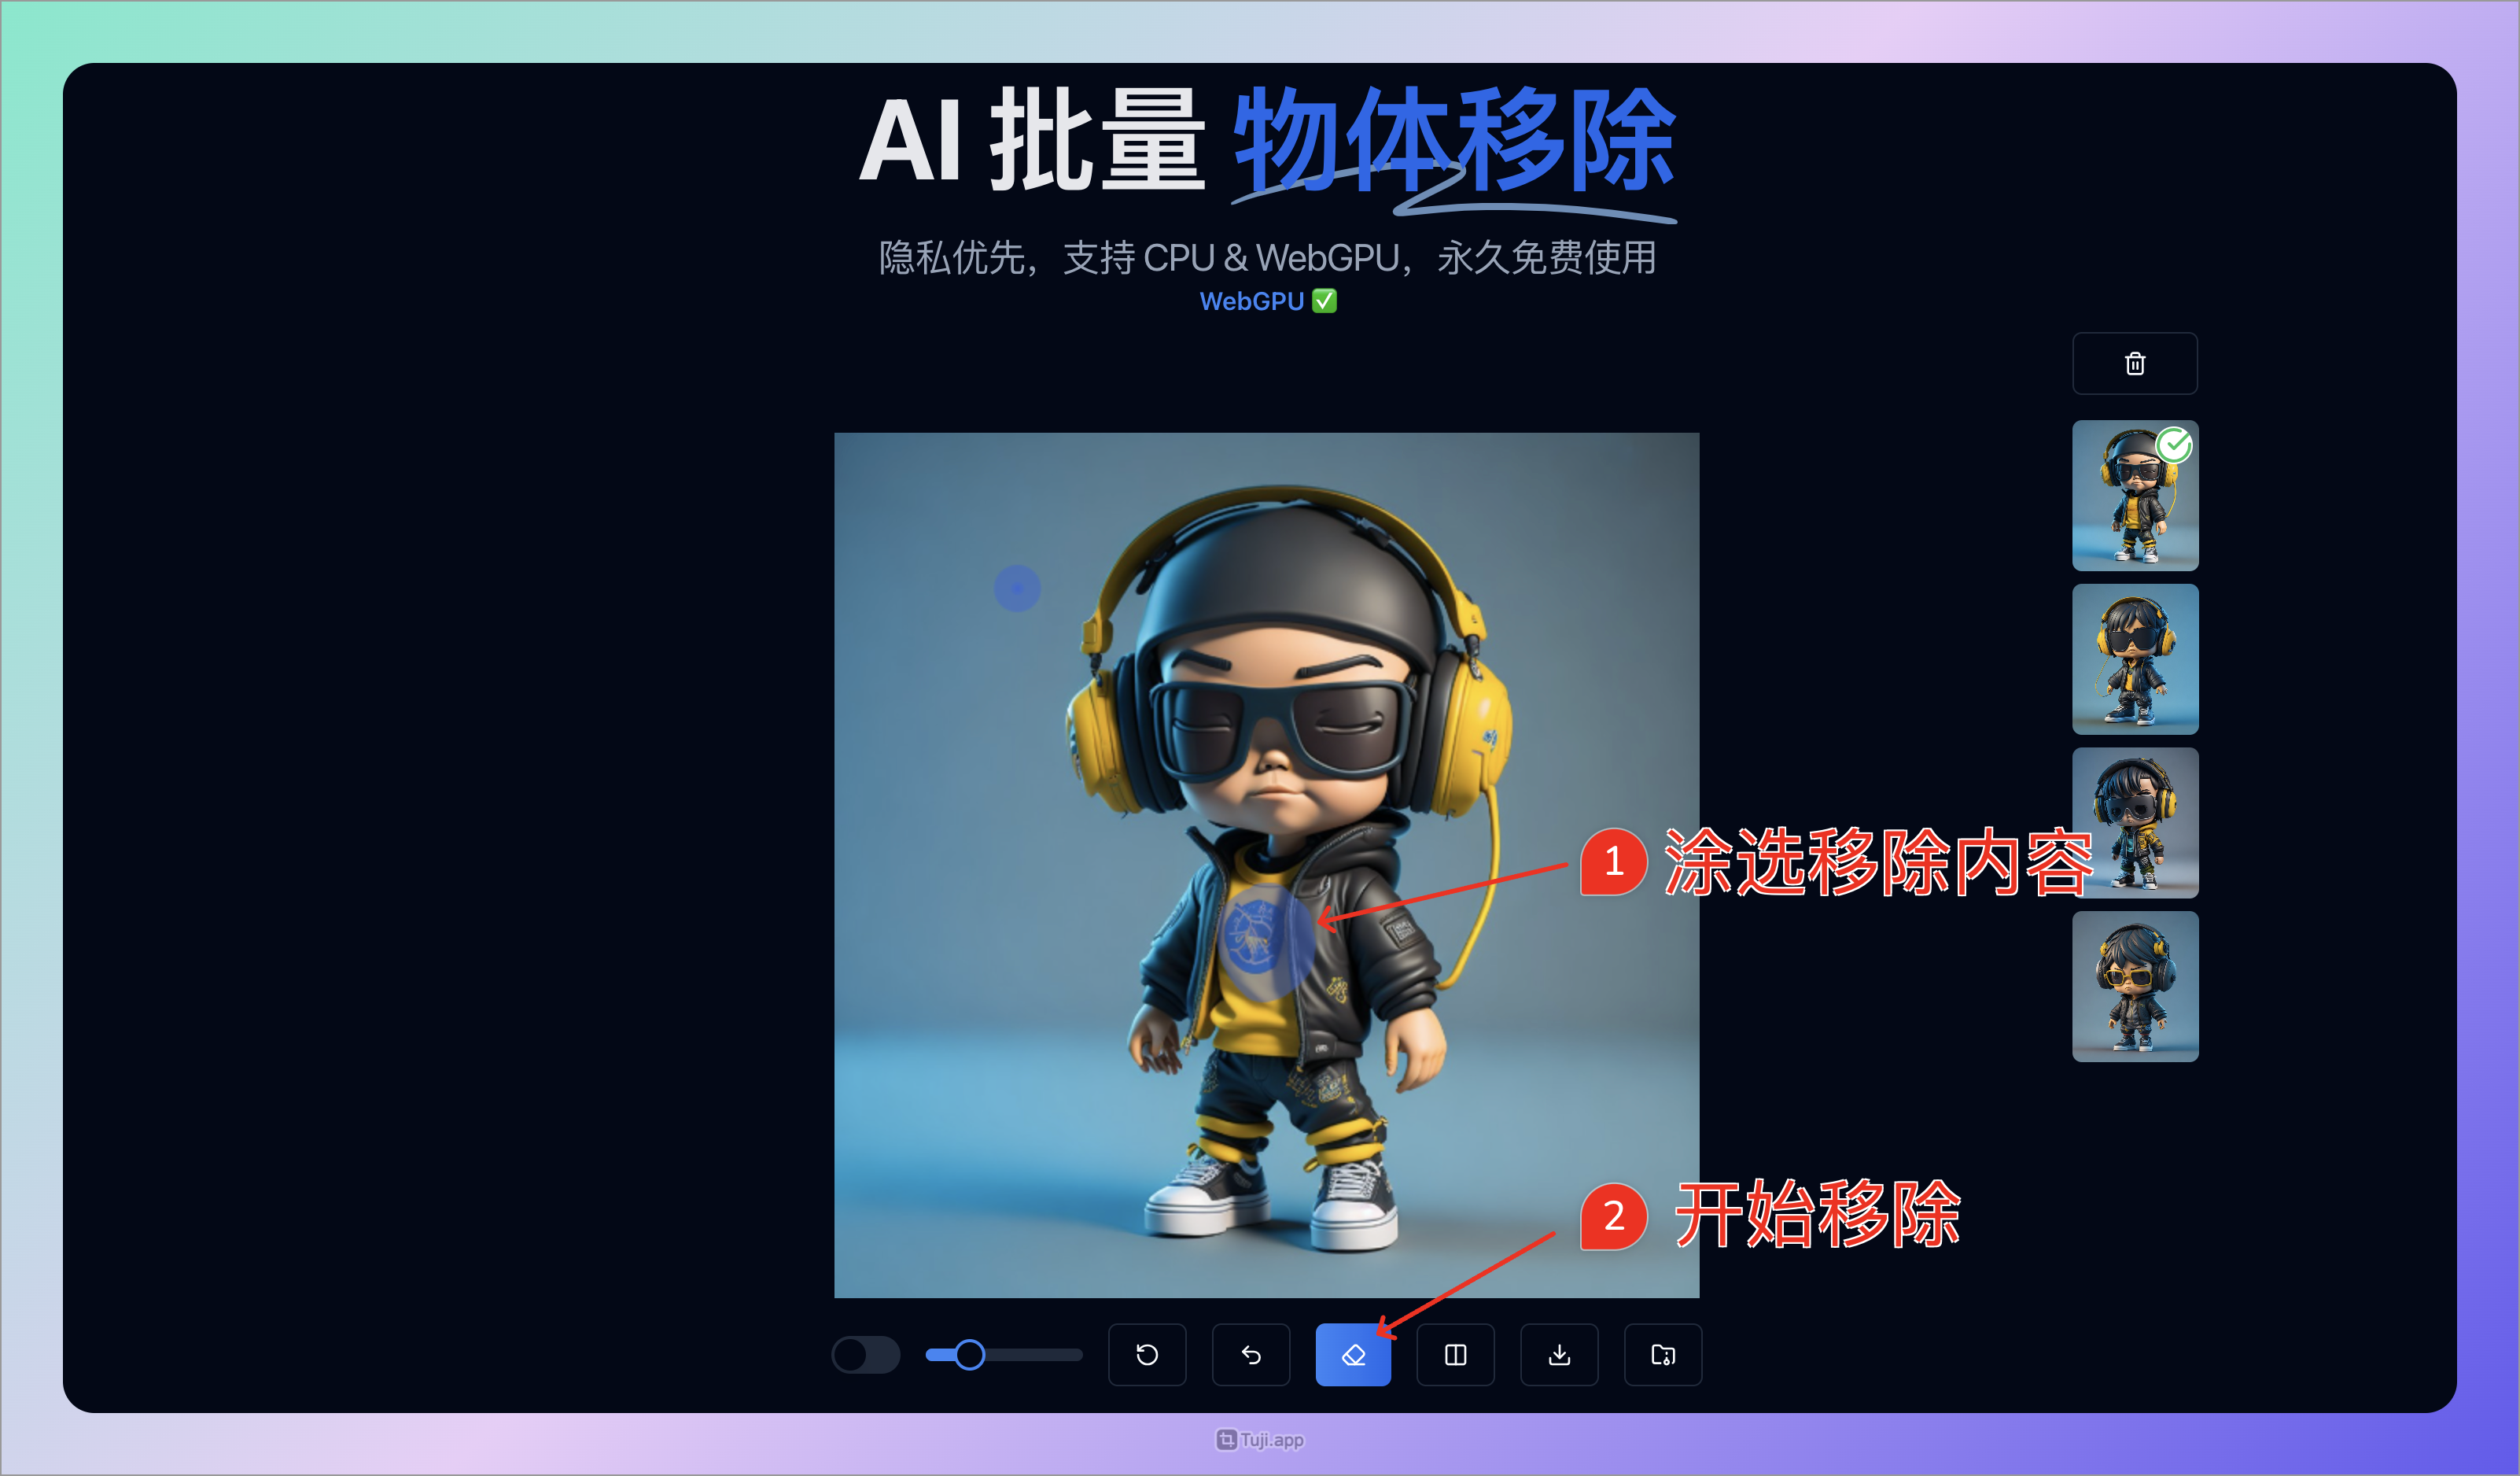 AI 批量 物体移除
隐私优先，支持 CPU & WebGPU，永久免费使用
WebGPU ✅
1 涂选移除内容
2 开始移除
Tuji.app